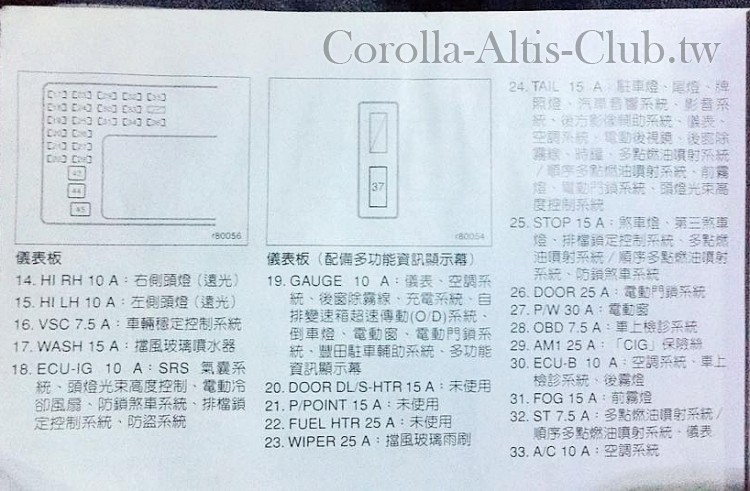 Corolla-Altis-Club.tw
42
44
45
r80056
儀表板
14. HI RH 10 A：右側頭燈（遠光）
15. HI LH 10 A：左側頭燈（遠光）
16. VSC 7.5 A：車輛穩定控制系統
17. WASH 15 A：擋風玻璃噴水器
18. ECU-IG 10 A：SRS 氣囊系
統、頭燈光束高度控制、電動冷
卻風扇、防鎖煞車系統、排檔鎖
定控制系統、防盜系統
37
r80054
儀表板（配備多功能資訊顯示幕）
19. GAUGE 10 A：儀表、空調系
統、後窗除霧線、充電系統、自
排變速箱超速傳動(O/D)系統、
倒車燈、電動窗、電動門鎖系
統、豐田駐車輔助系統、多功能
資訊顯示幕
20. DOOR DL/S-HTR 15 A：未使用
21. P/POINT 15 A：未使用
22. FUEL HTR 25 A：未使用
23. WIPER 25 A：擋風玻璃雨刷
24. TAIL 15 A：駐車燈、尾燈、牌
照燈、汽車音響系統、影音系
統、後方影像輔助系統、儀表、
空調系統、電動後視鏡、後窗除
霧線、時鐘、多點燃油噴射系統
/順序多點燃油噴射系統、前霧
燈、電動門鎖系統、頭燈光束高
度控制系統
25. STOP 15 A：煞車燈、第三煞車
燈、排檔鎖定控制系統、多點燃
油噴射系統/順序多點燃油噴射
系統、防鎖煞車系統
26. DOOR 25 A：電動門鎖系統
27. P/W 30 A：電動窗
28. OBD 7.5 A：車上檢診系統
29. AM1 25 A：「CIG」保險絲
30. ECU-B 10 A：空調系統、車上
檢診系統、後霧燈
31. FOG 15 A：前霧燈
32. ST 7.5 A：多點燃油噴射系統/
順序多點燃油噴射系統、儀表
33. A/C 10 A：空調系統